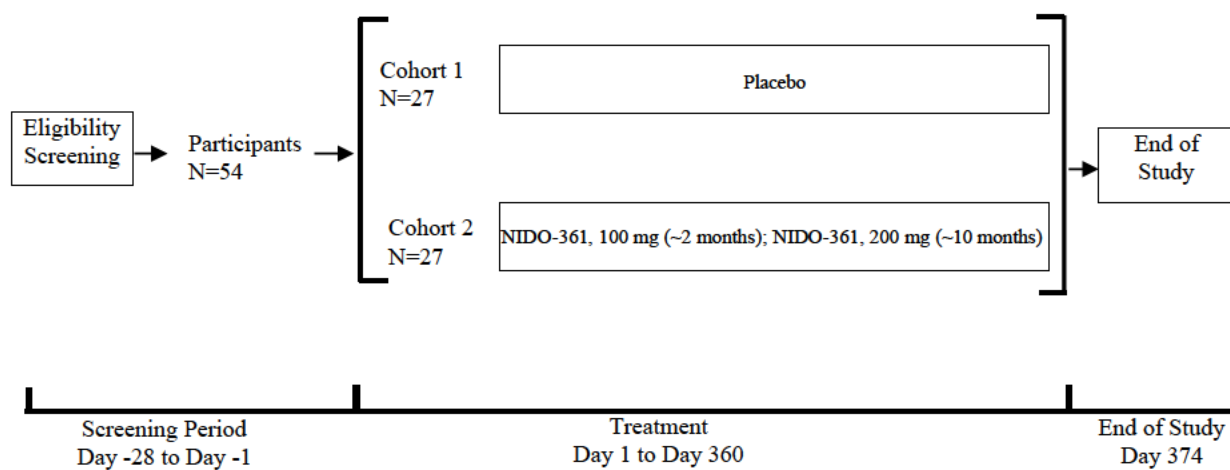 Eligibility
Screening
Participants
N=54
Cohort 1
N=27
Placebo
Cohort 2
N=27
NIDO-361, 100 mg (~2 months); NIDO-361, 200 mg (~10 months)
End of
Study
Screening Period
Day -28 to Day -1
Treatment
Day 1 to Day 360
End of Study
Day 374